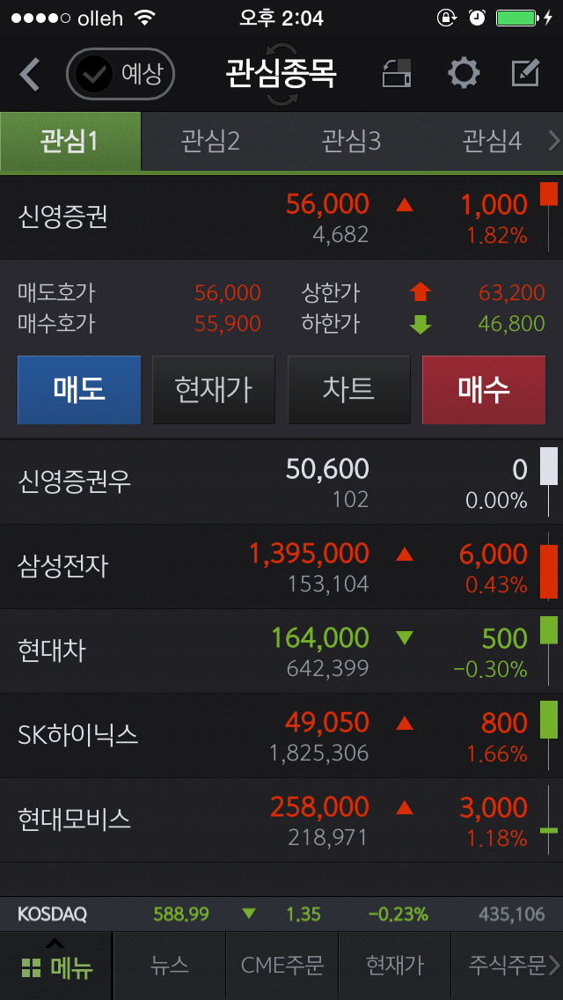 olleh 오후 2:04
예상 관심종목
관심1 관심2 관심3 관심4
신영증권 56,000 ▲ 1,000
4,682 1.82%
매도호가 56,000 상한가 63,200
매수호가 55,900 하한가 46,800
매도 현재가 차트 매수
신영증권우 50,600 0
102 0.00%
삼성전자 1,395,000 ▲ 6,000
153,104 0.43%
현대차 164,000 ▼ 500
642,399 -0.30%
SK하이닉스 49,050 ▲ 800
1,825,306 1.66%
현대모비스 258,000 ▲ 3,000
218,971 1.18%
KOSDAQ 588.99 ▼ 1.35 -0.23% 435,106
메뉴 뉴스 CME주문 현재가 주식주문